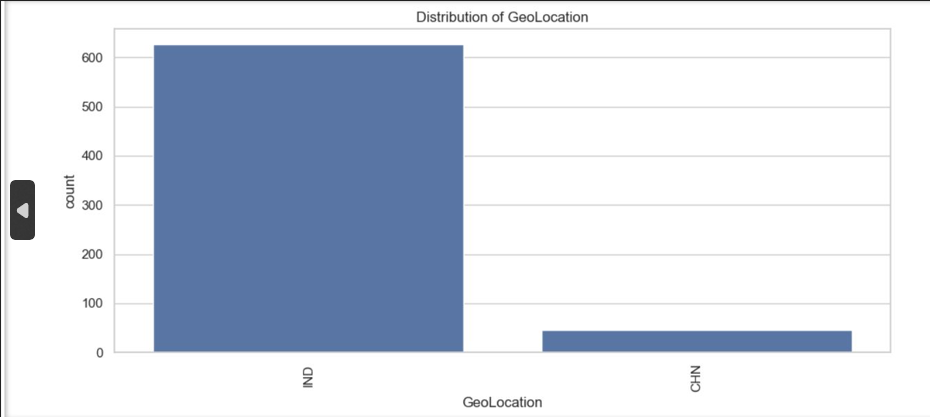 Distribution of GeoLocation
600
500
400
300
200
100
0
count
IND
CHN
GeoLocation